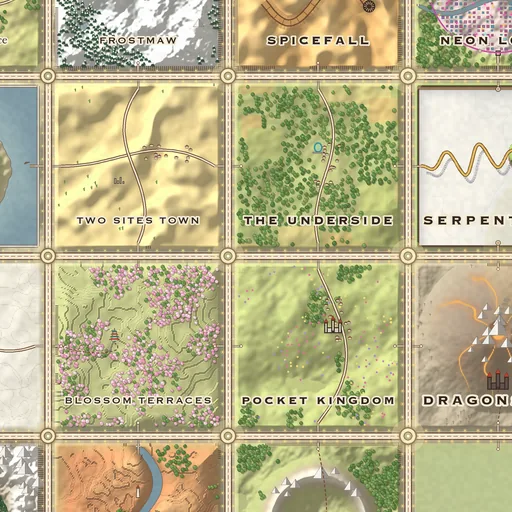 FROSTMAW
SPICEFALL
NEON LO
TWO SITES TOWN
THE UNDERSIDE
SERPENT
BLOSSOM TERRACES
POCKET KINGDOM
DRAGON